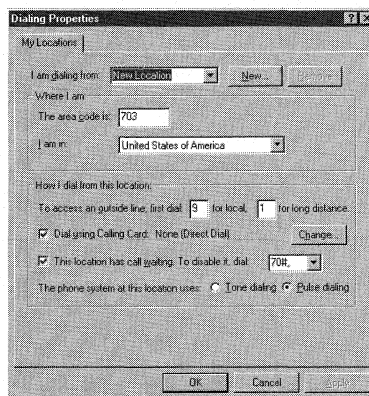 Dialing Properties
My Locations
I am dialing from: New Location New... Remove
Where I am
The area code is: 703
I am in: United States of America
How I dial from this location:
To access an outside line, first dial: 9 for local, 1 for long distance.
Dial using Calling Card: None (Direct Dial) Change...
This location has call waiting. To disable it, dial: 70#,
The phone system at this location uses: Tone dialing Pulse dialing
OK Cancel Apply